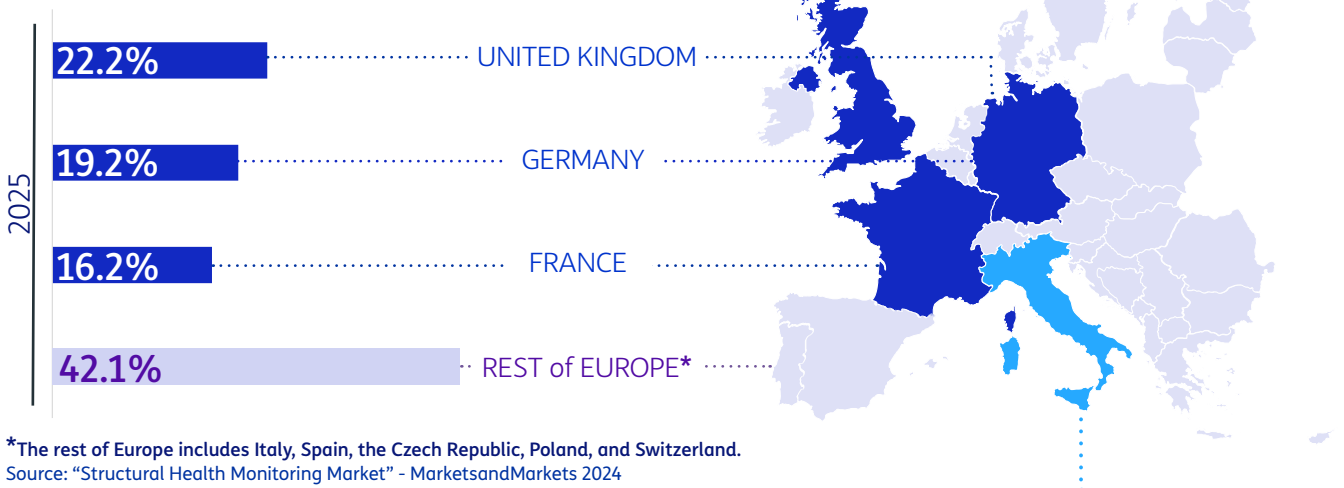 2025
22.2% UNITED KINGDOM
19.2% GERMANY
16.2% FRANCE
42.1% REST of EUROPE*
*The rest of Europe includes Italy, Spain, the Czech Republic, Poland, and Switzerland.
Source: “Structural Health Monitoring Market” - MarketsandMarkets 2024